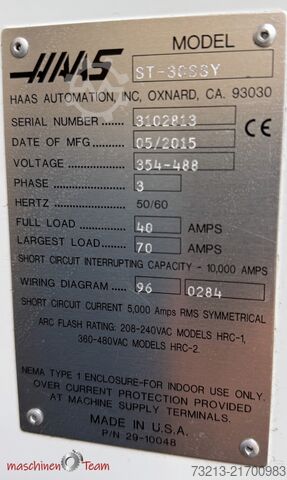 HAAS
MODEL
ST-30SSY
HAAS AUTOMATION, INC, OXNARD, CA. 93030
SERIAL NUMBER 3102813
DATE OF MFG 05/2015
CE
VOLTAGE 354-488
PHASE 3
HERTZ 50/60
FULL LOAD 40 AMPS
LARGEST LOAD 70 AMPS
SHORT CIRCUIT INTERRUPTING CAPACITY - 10,000 AMPS
WIRING DIAGRAM 96 0284
SHORT CIRCUIT CURRENT 5,000 Amps RMS SYMMETRICAL
ARC FLASH RATING: 208-240VAC MODELS HRC-1,
360-480VAC MODELS HRC-2.
NEMA TYPE 1 ENCLOSURE-FOR INDOOR USE ONLY.
OVER CURRENT PROTECTION PROVIDED
AT MACHINE SUPPLY TERMINALS.
MADE IN U.S.A.
P/N 29-10048
maschinen Team
73213-21700983